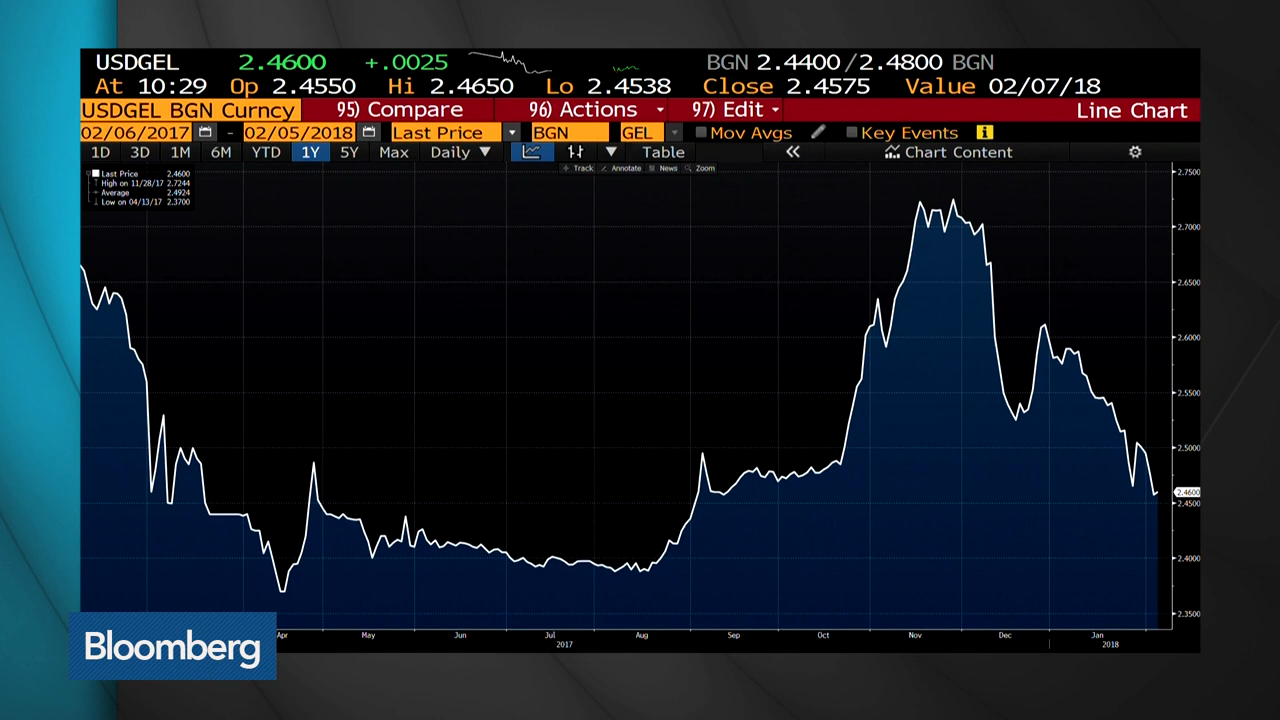 USDGEL 2.4600 +.0025 BGN 2.4400/2.4800 BGN
At 10:29 Op 2.4550 Hi 2.4650 Lo 2.4538 Close 2.4575 Value 02/07/18
USDGEL BGN Curncy 95) Compare 96) Actions 97) Edit Line Chart
02/06/2017 - 02/05/2018 Last Price BGN GEL Mov Avgs Key Events
1D 3D 1M 6M YTD 1Y 5Y Max Daily Table Chart Content
Track Annotate News Zoom
Last Price 2.4600
High on 11/28/17 2.7244
Average 2.4924
Low on 04/13/17 2.3700
2.7500
2.7000
2.6500
2.6000
2.5500
2.5000
2.4600
2.4500
2.4000
2.3500
Apr May Jun Jul Aug Sep Oct Nov Dec Jan
2017 2018
Bloomberg